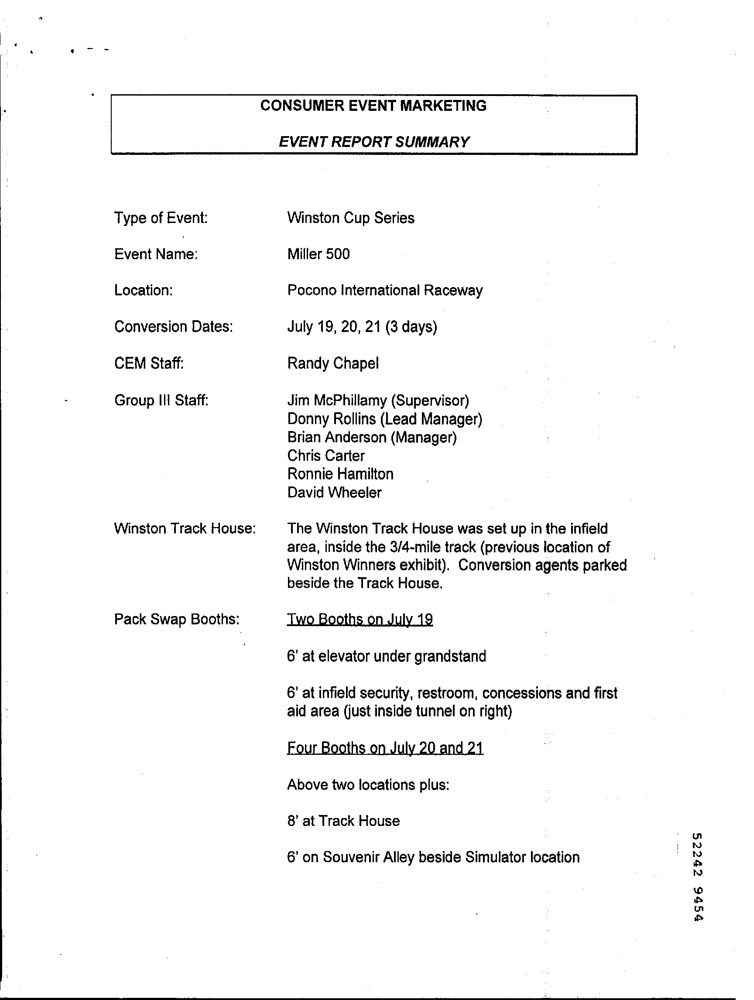 CONSUMER EVENT MARKETING
EVENT REPORT SUMMARY
Type of Event: Winston Cup Series
Event Name: Miller 500
Location: Pocono International Raceway
Conversion Dates: July 19, 20, 21 (3 days)
CEM Staff: Randy Chapel
Group III Staff: Jim McPhillamy (Supervisor)
Donny Rollins (Lead Manager)
Brian Anderson (Manager)
Chris Carter
Ronnie Hamilton
David Wheeler
Winston Track House: The Winston Track House was set up in the infield
area, inside the 3/4-mile track (previous location of
Winston Winners exhibit). Conversion agents parked
beside the Track House.
Pack Swap Booths: Two Booths on July 19
6' at elevator under grandstand
6' at infield security, restroom, concessions and first
aid area (just inside tunnel on right)
Four Booths on July 20 and 21
Above two locations plus:
8' at Track House
6' on Souvenir Alley beside Simulator location
52242 9454